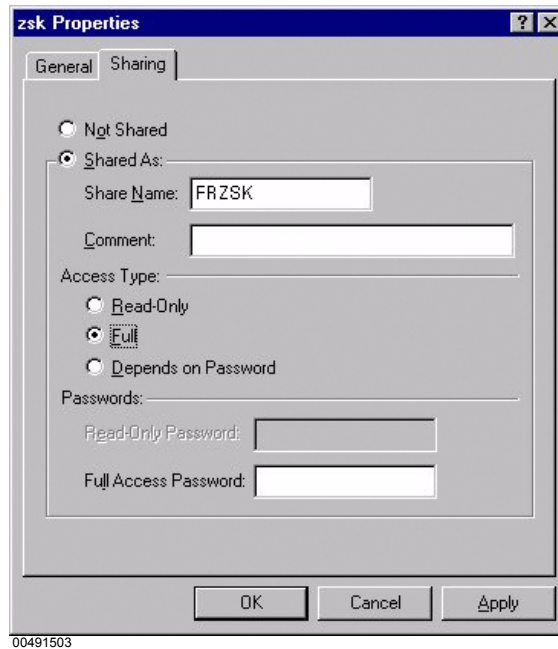 zsk Properties
General Sharing
Not Shared
Shared As:
Share Name: FRZSK
Comment:
Access Type:
Read-Only
Full
Depends on Password
Passwords:
Read-Only Password:
Full Access Password:
OK Cancel Apply
00491503